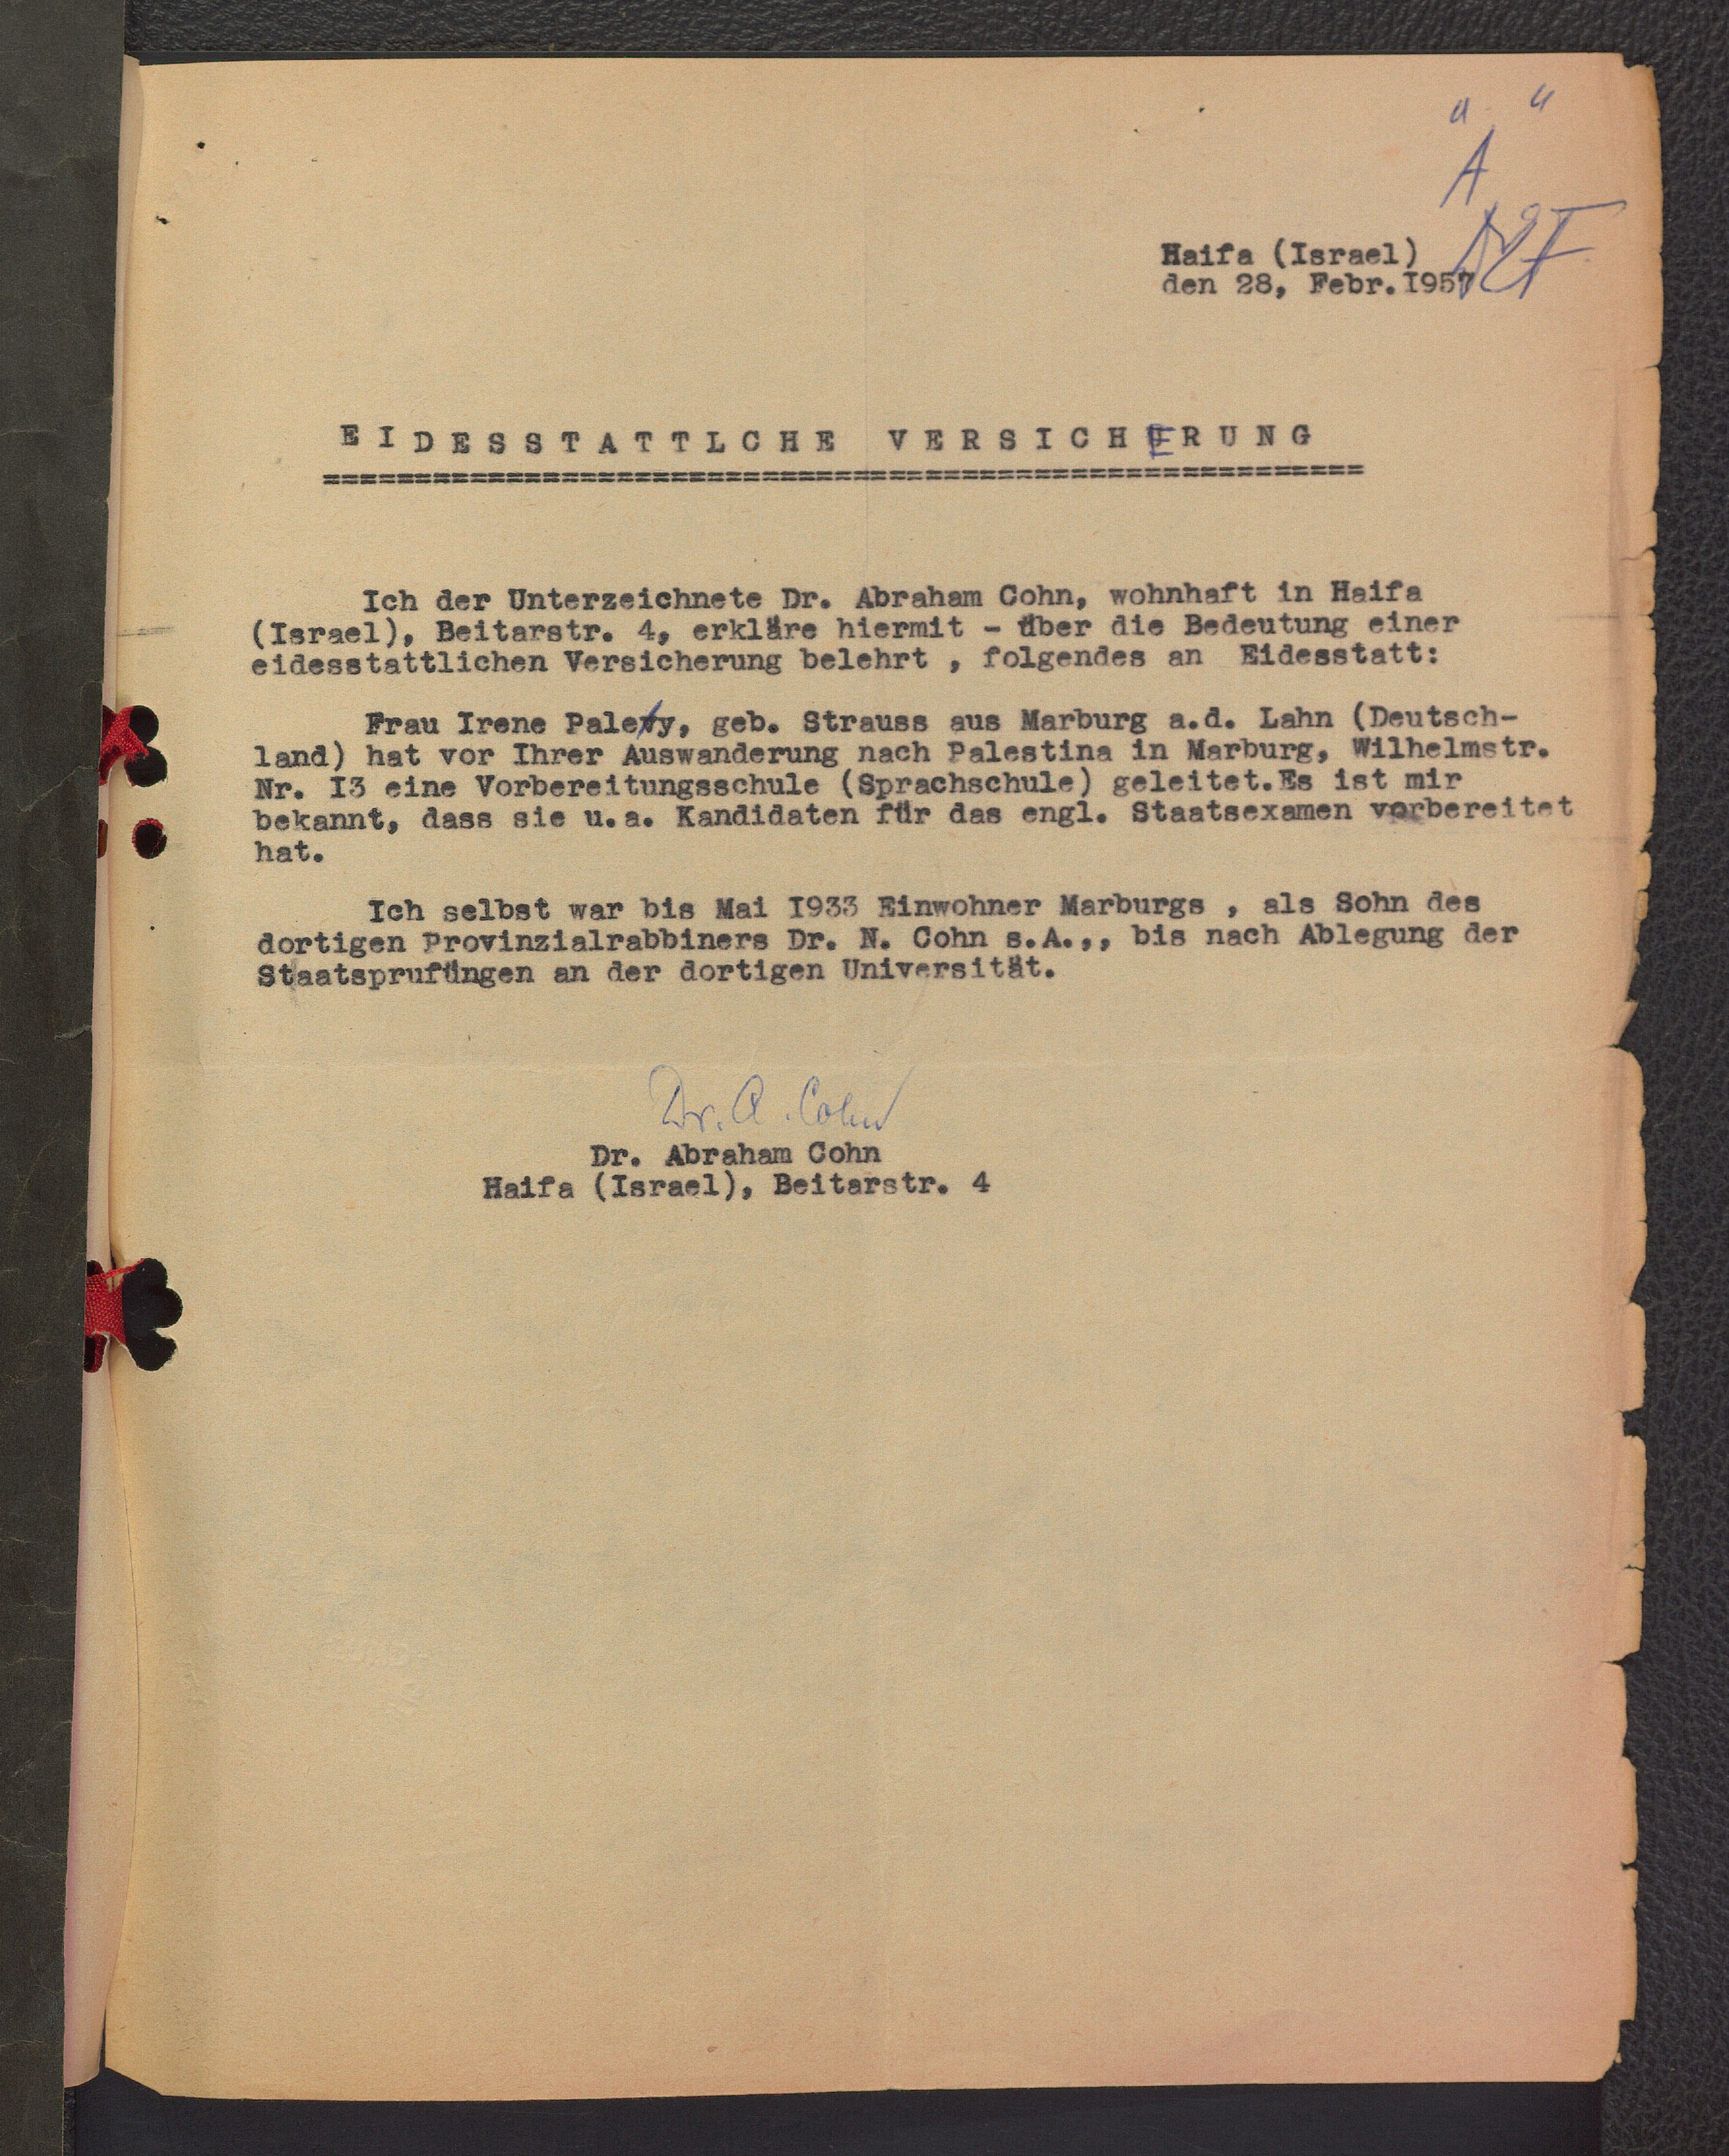 " A "
Haifa (Israel)
den 28, Febr.I957
EIDESSTATTLCHE VERSICHERUNG
=========================================================
Ich der Unterzeichnete Dr. Abraham Cohn, wohnhaft in Haifa
(Israel), Beitarstr. 4, erkläre hiermit - über die Bedeutung einer
eidesstattlichen Versicherung belehrt , folgendes an Eidesstatt:
Frau Irene Palevy, geb. Strauss aus Marburg a.d. Lahn (Deutsch-
land) hat vor Ihrer Auswanderung nach Palestina in Marburg, Wilhelmstr.
Nr. I3 eine Vorbereitungsschule (Sprachschule) geleitet.Es ist mir
bekannt, dass sie u.a. Kandidaten für das engl. Staatsexamen vorbereitet
hat.
Ich selbst war bis Mai I933 Einwohner Marburgs , als Sohn des
dortigen Provinzialrabbiners Dr. N. Cohn s.A.,, bis nach Ablegung der
Staatsprufüngen an der dortigen Universität.
Dr. A. Cohn
Dr. Abraham Cohn
Haifa (Israel), Beitarstr. 4